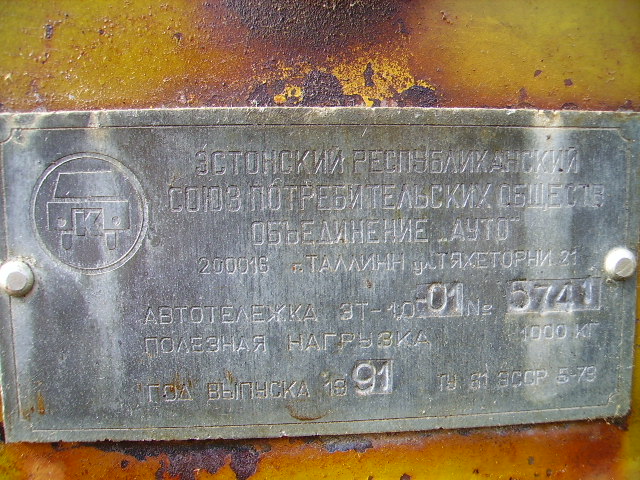 К
ЭСТОНСКИЙ РЕСПУБЛИКАНСКИЙ
СОЮЗ ПОТРЕБИТЕЛЬСКИХ ОБЩЕСТВ
ОБЪЕДИНЕНИЕ „АУТО"
200016 г. ТАЛЛИНН ул. ТЯХЕТОРНИ 21
АВТОТЕЛЕЖКА ЭТ-1,0-01 № 5741
ПОЛЕЗНАЯ НАГРУЗКА 1000 КГ
ГОД ВЫПУСКА 1991 ТУ 81 ЭССР 5-79